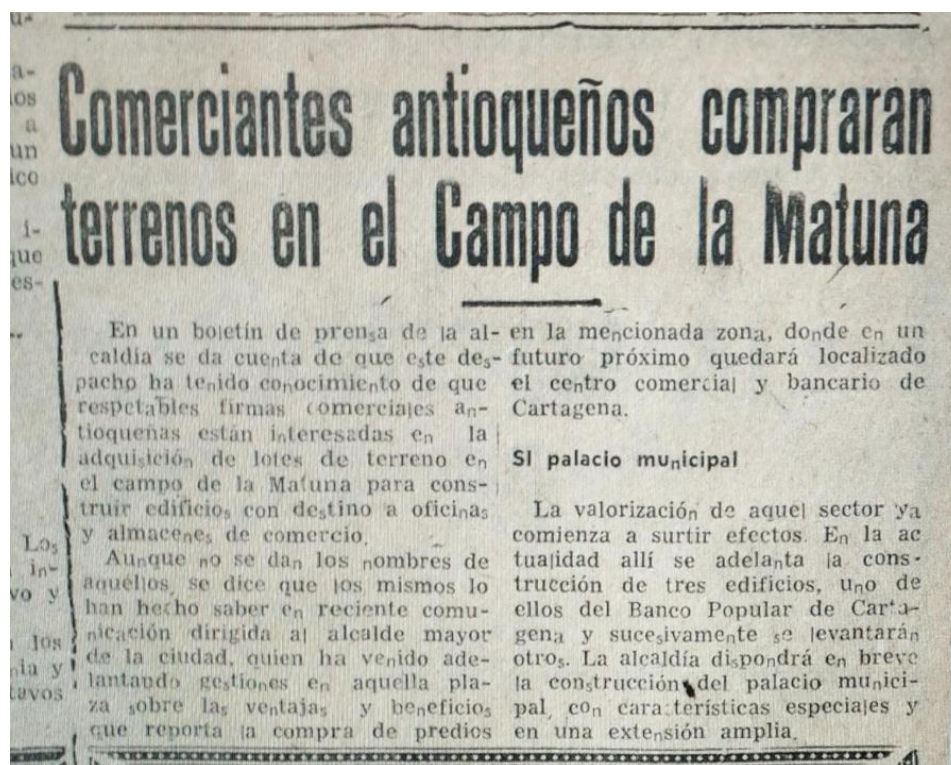 Comerciantes antioqueños compraran
terrenos en el Campo de la Matuna
En un boletín de prensa de la al-
caldía se da cuenta de que este des-
pacho ha tenido conocimiento de que
respetables firmas comerciales an-
tioqueñas están interesadas en la
adquisición de lotes de terreno en
el campo de la Matuna para cons-
truir edificios con destino a oficinas
y almacenes de comercio.
Aunque no se dan los nombres de
aquéllos, se dice que los mismos lo
han hecho saber en reciente comu-
nicación dirigida al alcalde mayor
de la ciudad, quien ha venido ade-
lantando gestiones en aquella pla-
za sobre las ventajas y beneficios
que reporta la compra de predios
en la mencionada zona, donde en un
futuro próximo quedará localizado
el centro comercial y bancario de
Cartagena.
SI palacio municipal
La valorización de aquel sector ya
comienza a surtir efectos. En la ac
tualidad allí se adelanta la cons-
trucción de tres edificios, uno de
ellos del Banco Popular de Carta-
gena y sucesivamente se levantarán
otros. La alcaldía dispondrá en breve
la construcción del palacio munici-
pal, con características especiales y
en una extensión amplia.